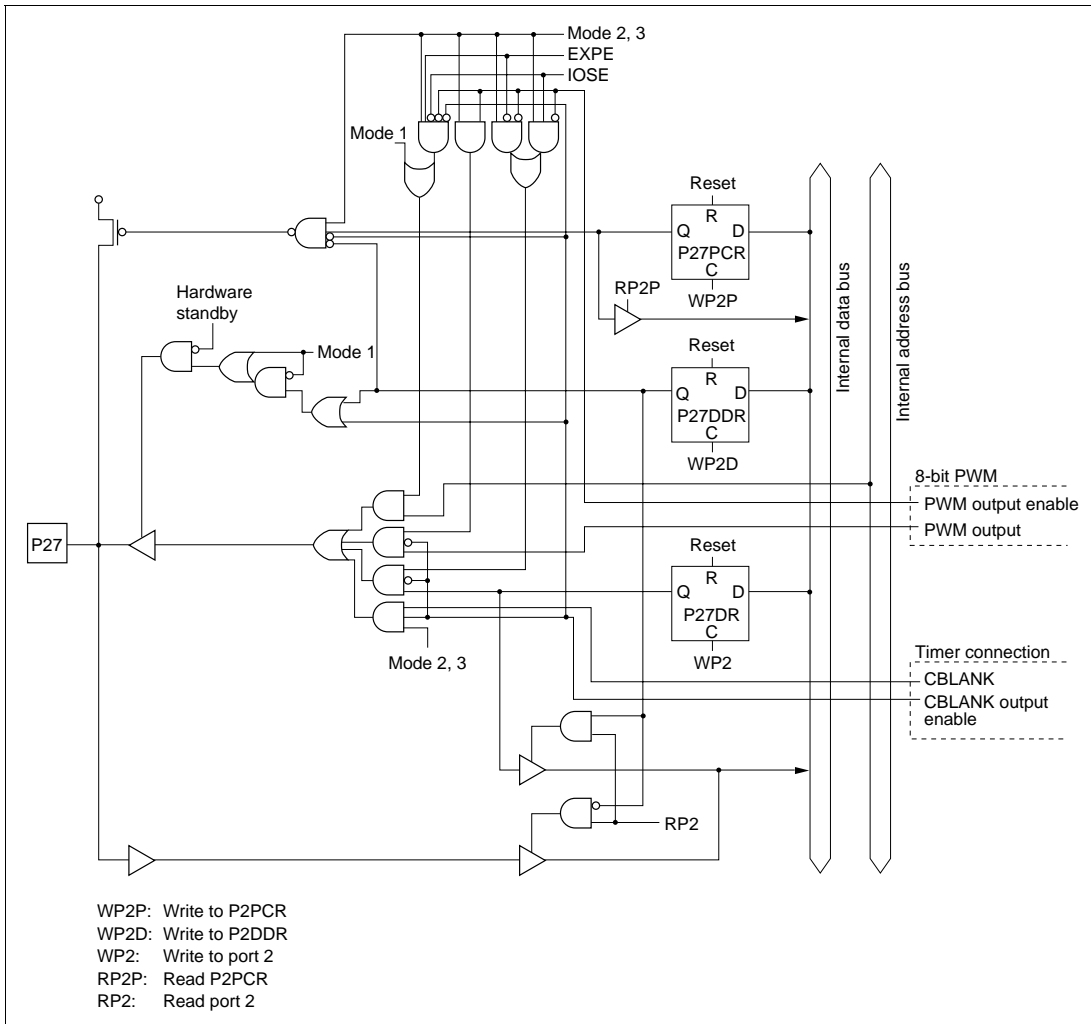 Mode 2, 3
EXPE
IOSE
Mode 1
Reset
R
Q D
P27PCR
C
WP2P
RP2P
Hardware
standby
Mode 1
Reset
R
Q D
P27DDR
C
WP2D
Internal data bus
Internal address bus
8-bit PWM
PWM output enable
PWM output
P27
Reset
R
Q D
P27DR
C
WP2
Mode 2, 3
Timer connection
CBLANK
CBLANK output
enable
RP2
WP2P: Write to P2PCR
WP2D: Write to P2DDR
WP2: Write to port 2
RP2P: Read P2PCR
RP2: Read port 2